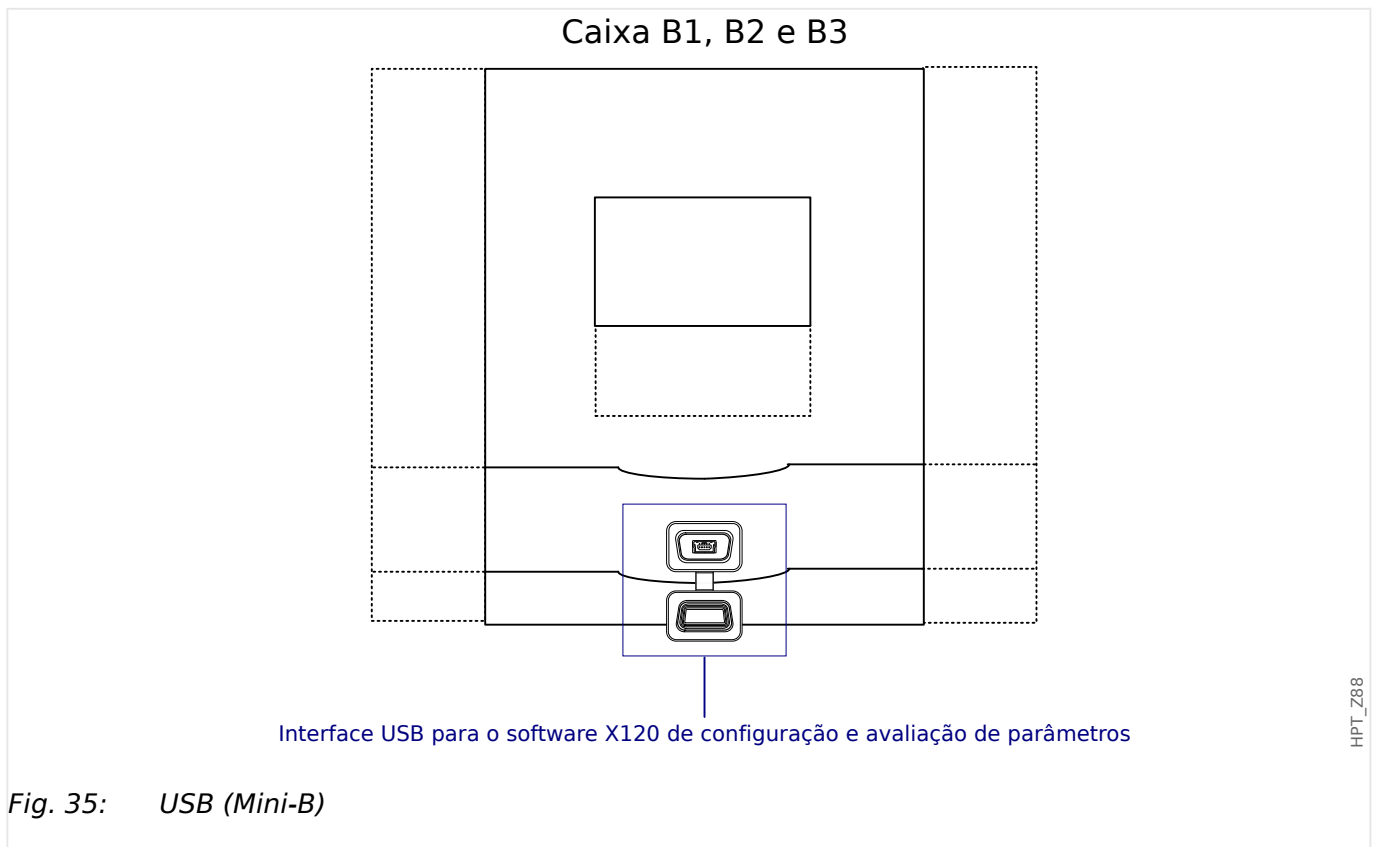 Caixa B1, B2 e B3
Interface USB para o software X120 de configuração e avaliação de parâmetros
HPT_Z88
Fig. 35: USB (Mini-B)